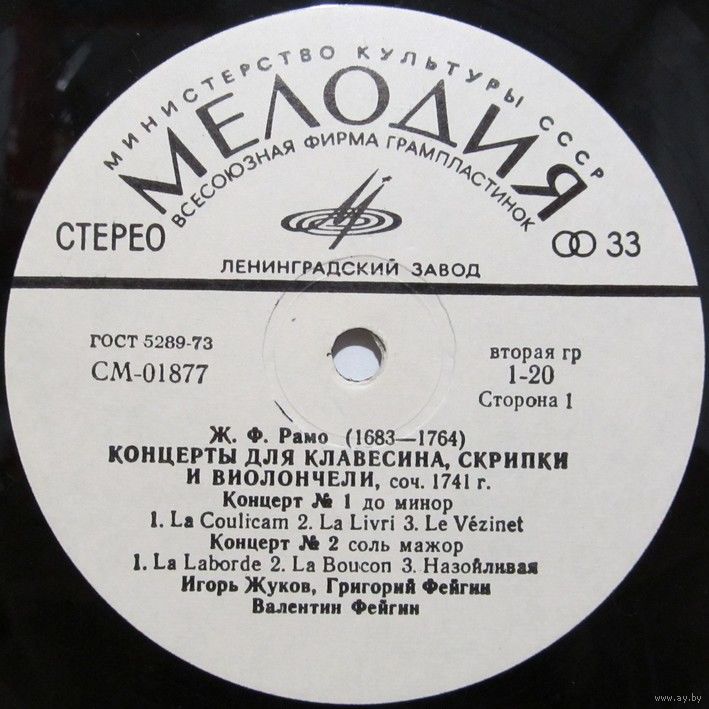 МИНИСТЕРСТВО КУЛЬТУРЫ СССР
МЕЛОДИЯ
ВСЕСОЮЗНАЯ ФИРМА ГРАМПЛАСТИНОК
СТЕРЕО
33
ЛЕНИНГРАДСКИЙ ЗАВОД
ГОСТ 5289-73
СМ-01877
вторая гр
1-20
Сторона 1
Ж. Ф. Рамо (1683—1764)
КОНЦЕРТЫ ДЛЯ КЛАВЕСИНА, СКРИПКИ
И ВИОЛОНЧЕЛИ, соч. 1741 г.
Концерт № 1 до минор
1. La Coulicam 2. La Livri 3. Le Vézinet
Концерт № 2 соль мажор
1. La Laborde 2. La Boucon 3. Назойливая
Игорь Жуков, Григорий Фейгин
Валентин Фейгин
www.ay.by